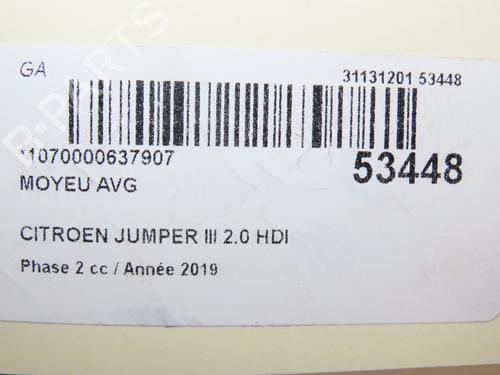 GA
31131201 53448
*1070000637907
53448
MOYEU AVG
CITROEN JUMPER III 2.0 HDI
Phase 2 cc / Année 2019